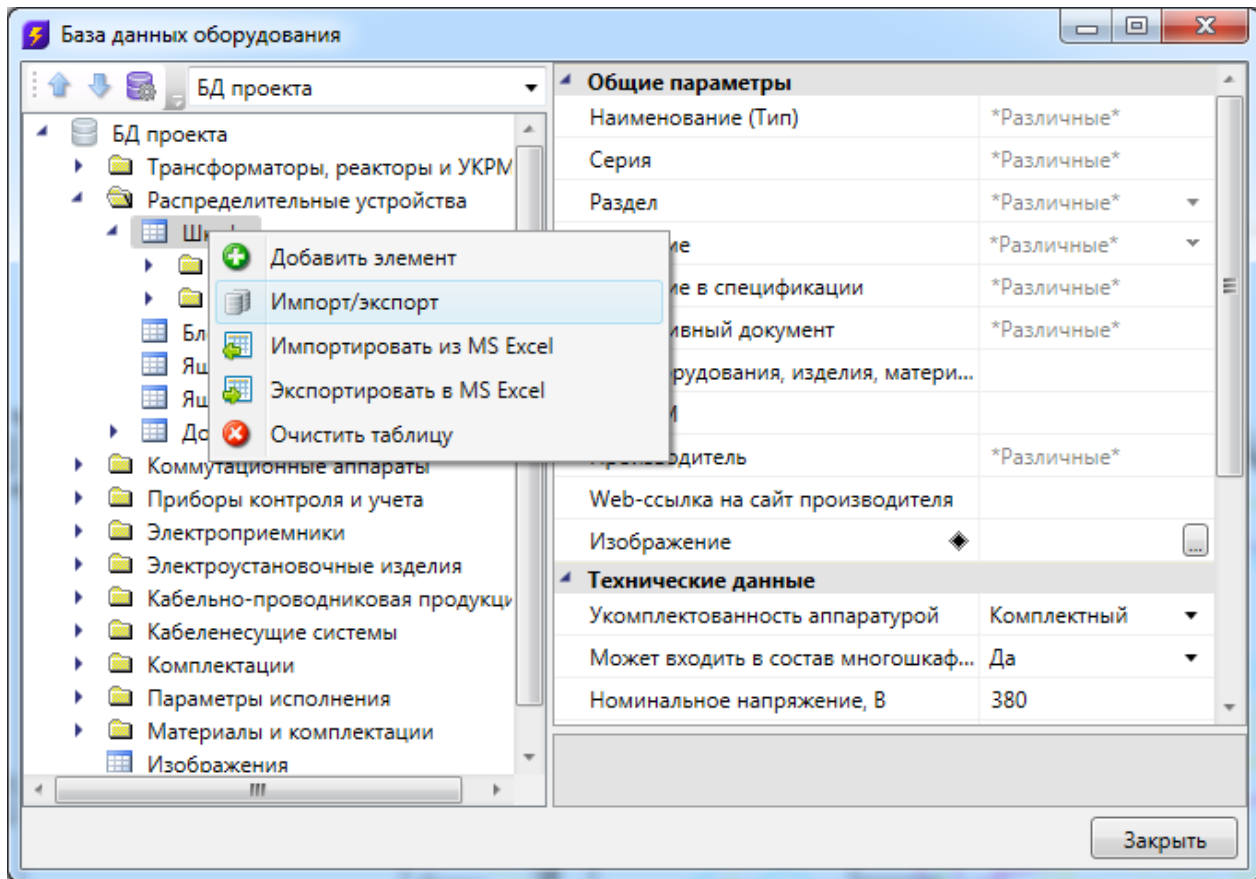 База данных оборудования
БД проекта
БД проекта
Трансформаторы, реакторы и УКРМ
Распределительные устройства
Добавить элемент
Импорт/экспорт
Импортировать из MS Excel
Экспортировать в MS Excel
Очистить таблицу
Коммутационные аппараты
Приборы контроля и учета
Электроприемники
Электроустановочные изделия
Кабельно-проводниковая продукци
Кабеленесущие системы
Комплектации
Параметры исполнения
Материалы и комплектации
Изображения
Общие параметры
Наименование (Тип) *Различные*
Серия *Различные*
Раздел *Различные*
*Различные*
в спецификации *Различные*
документ *Различные*
изделия, матери...
*Различные*
Web-ссылка на сайт производителя
Изображение ...
Технические данные
Укомплектованность аппаратурой Комплектный
Может входить в состав многошкаф... Да
Номинальное напряжение, В 380
Закрыть